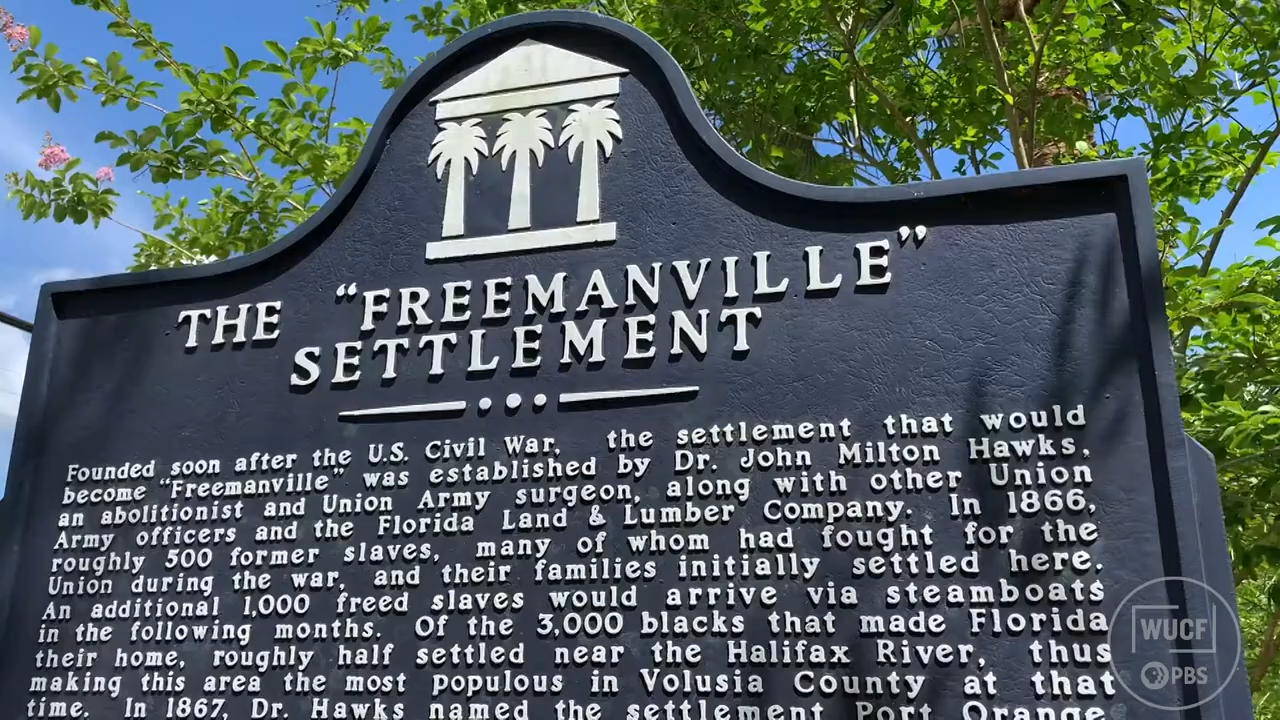 THE "FREEMANVILLE"
SETTLEMENT
Founded soon after the U.S. Civil War, the settlement that would
become "Freemanville" was established by Dr. John Milton Hawks,
an abolitionist and Union Army surgeon, along with other Union
Army officers and the Florida Land & Lumber Company. In 1866,
roughly 500 former slaves, many of whom had fought for the
Union during the war, and their families initially settled here.
An additional 1,000 freed slaves would arrive via steamboats
in the following months. Of the 3,000 blacks that made Florida
their home, roughly half settled near the Halifax River, thus
making this area the most populous in Volusia County at that
time. In 1867, Dr. Hawks named the settlement Port Orange
WUCF
PBS